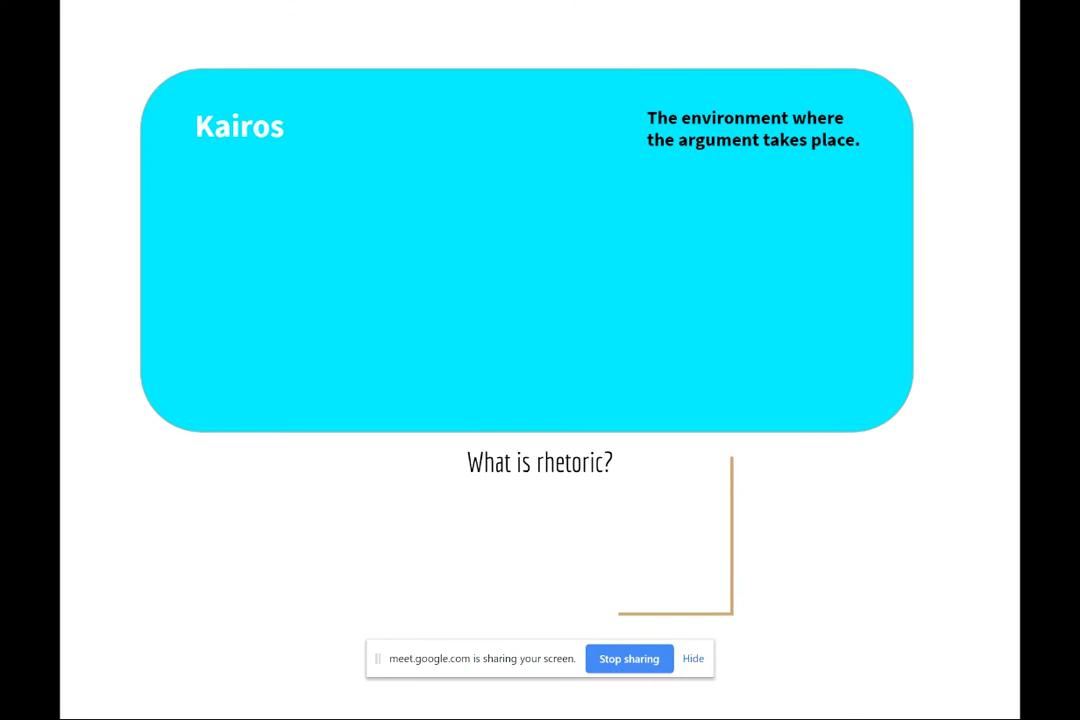 Kairos
The environment where
the argument takes place.
What is rhetoric?
meet.google.com is sharing your screen.
Stop sharing
Hide